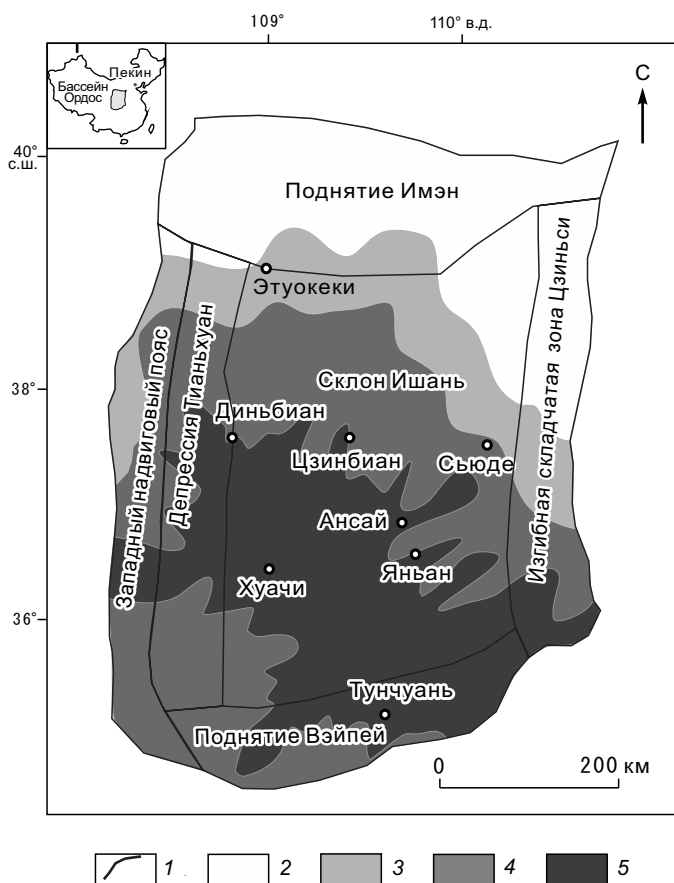 109°
110° в.д.
Пекин
Бассейн
Ордос
С
40°
с.ш.
Поднятие Имэн
Этуокеки
Западный надвиговый пояс
Депрессия Тианьхуан
Изгибная складчатая зона Цзиньси
Склон Ишань
38°
Диньбиан
Цзинбиан
Сьюде
Ансай
Яньан
Хуачи
36°
Тунчуань
Поднятие Вэйпей
0 200 км
1 2 3 4 5